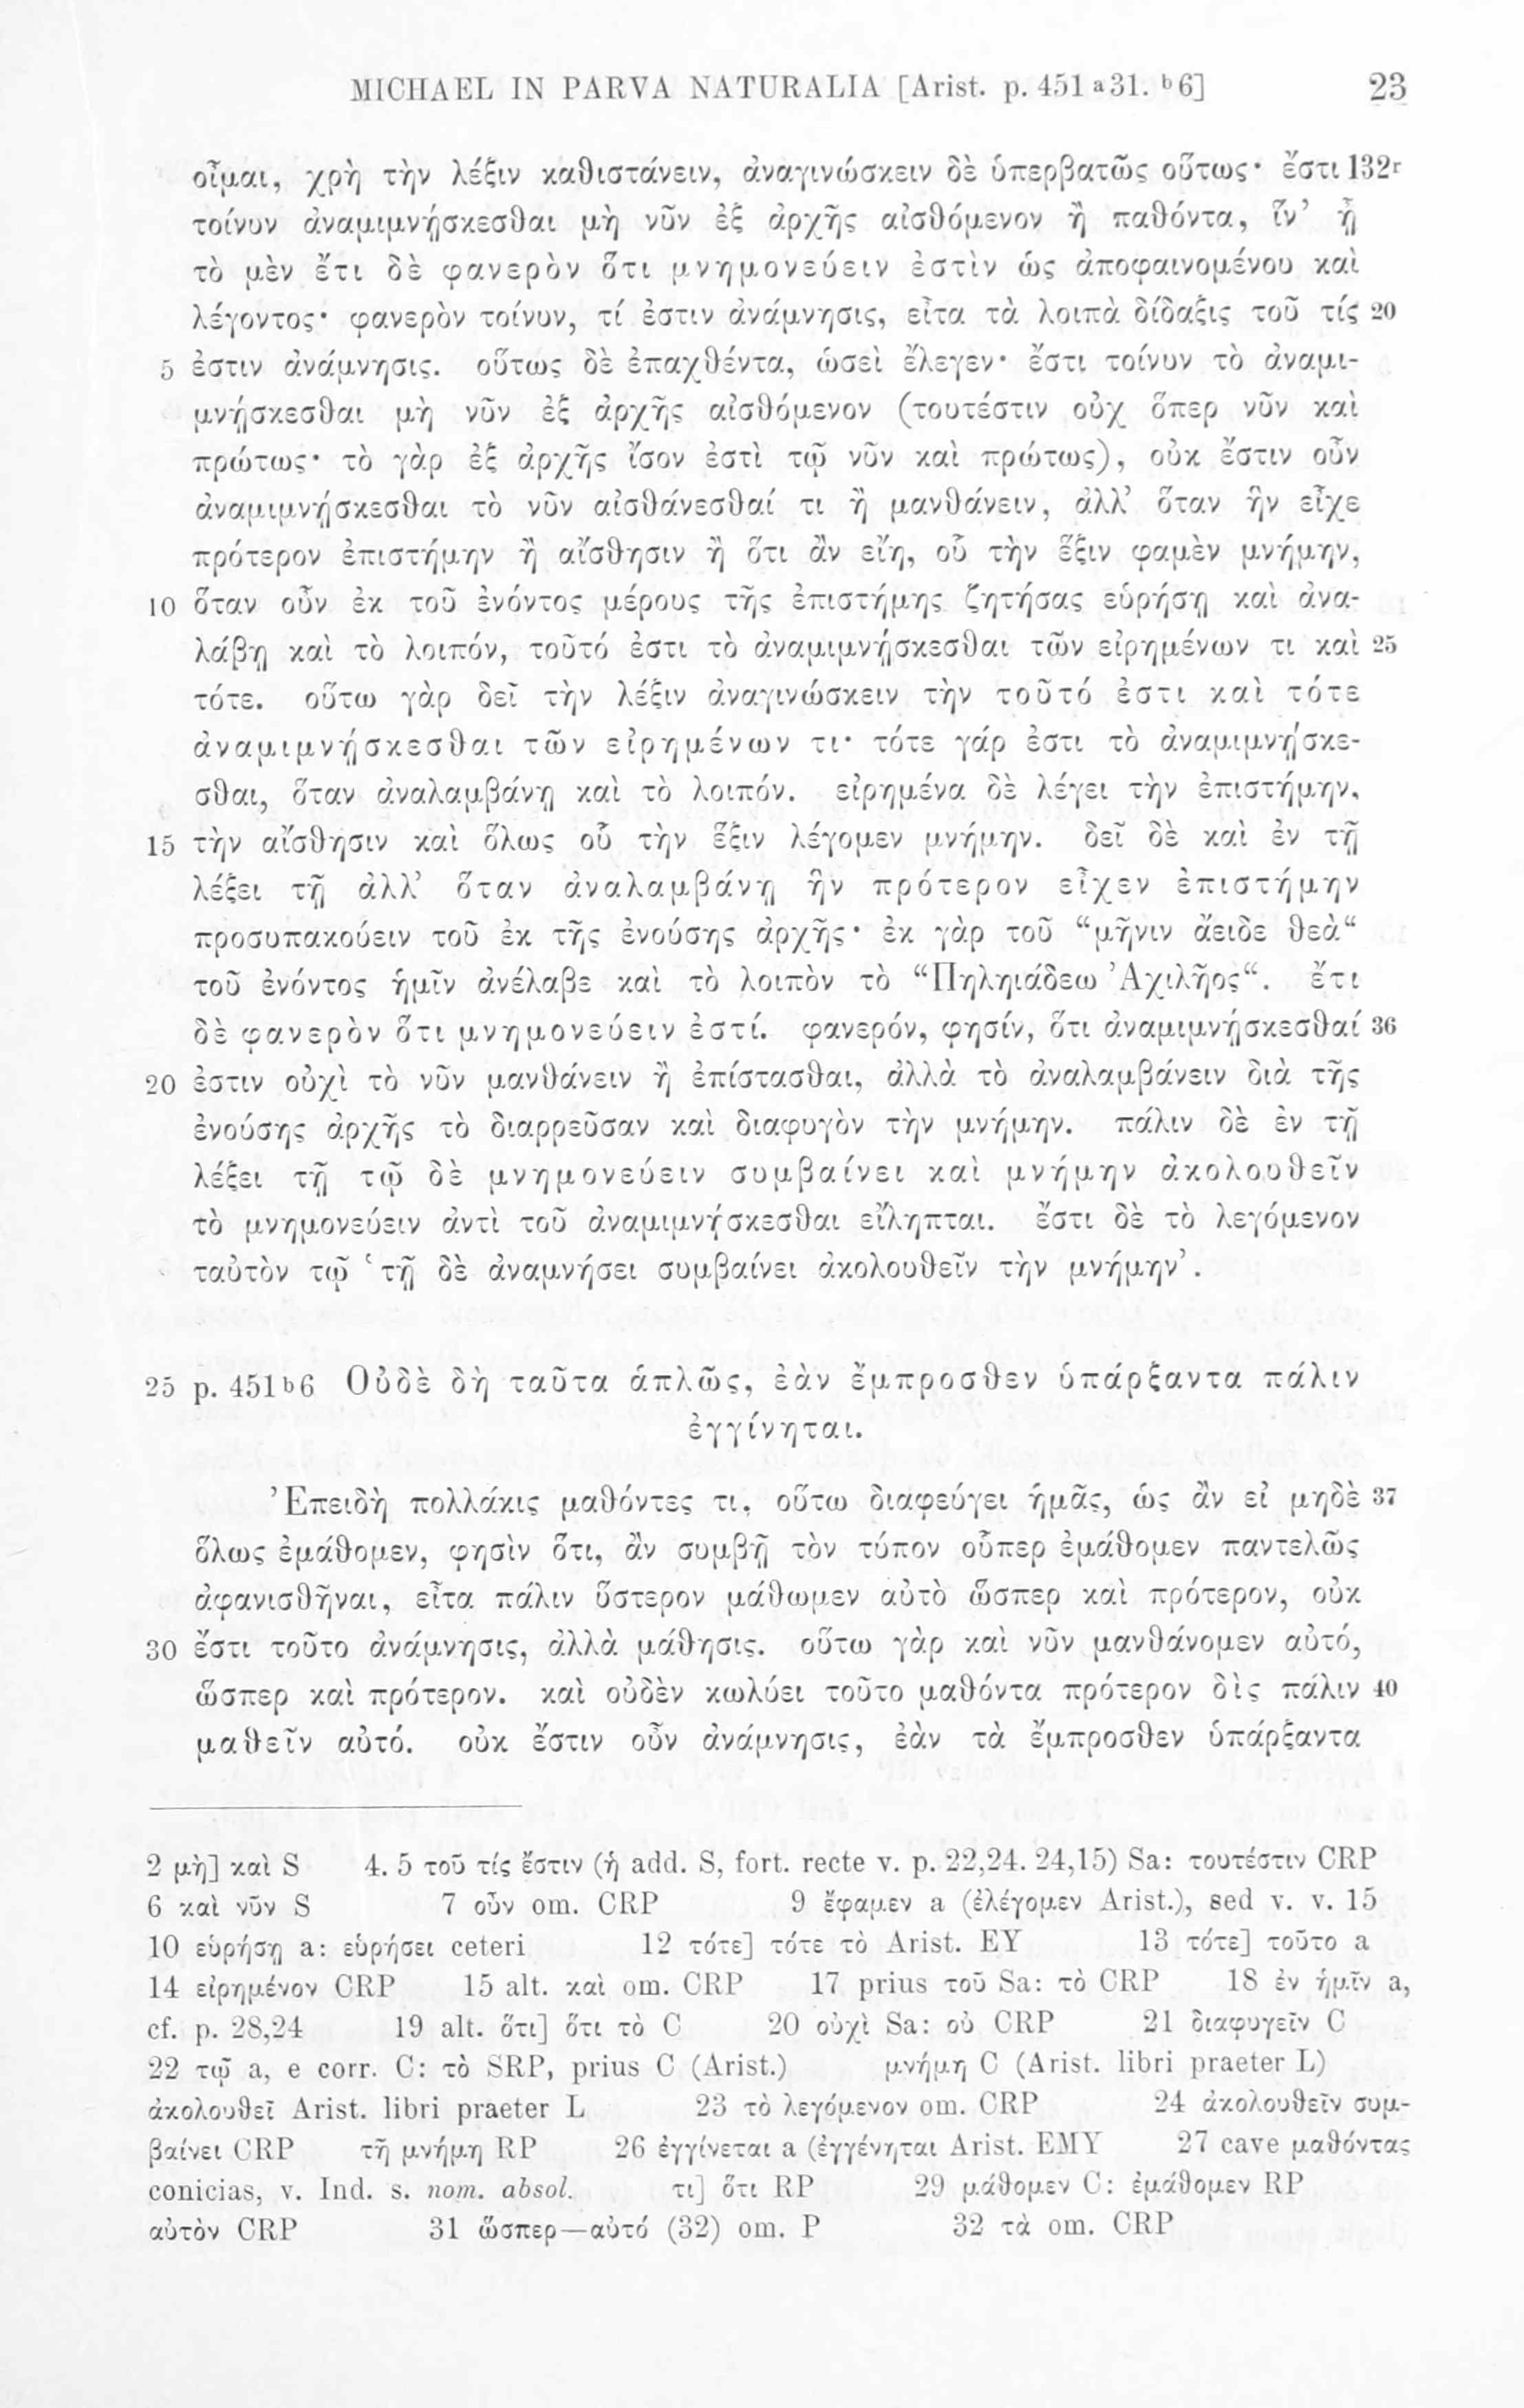 MICHAEL IN PARVA NATURALIA [Arist. p. 451 a 31. b 6] 23
οἶμαι, χρὴ τὴν λέξιν καθιστάνειν, ἀναγινώσκειν δὲ ὑπερβατῶς οὕτως· ἔστι 132r
τοίνυν ἀναμιμνῄσκεσθαι μὴ νῦν ἐξ ἀρχῆς αἰσθόμενον ἢ παθόντα, ἵν’ ᾖ
τὸ μὲν ἔτι δὲ φανερὸν ὅτι μνημονεύειν ἐστὶν ὡς ἀποφαινομένου καὶ
λέγοντος· φανερὸν τοίνυν, τί ἐστιν ἀνάμνησις, εἶτα τὰ λοιπὰ δίδαξις τοῦ τίς 20
5 ἐστιν ἀνάμνησις. οὕτως δὲ ἐπαχθέντα, ὡσεὶ ἔλεγεν· ἔστι τοίνυν τὸ ἀναμι-
μνῄσκεσθαι μὴ νῦν ἐξ ἀρχῆς αἰσθόμενον (τουτέστιν οὐχ ὅπερ νῦν καὶ
πρώτως· τὸ γὰρ ἐξ ἀρχῆς ἴσον ἐστὶ τῷ νῦν καὶ πρώτως), οὐκ ἔστιν οὖν
ἀναμιμνῄσκεσθαι τὸ νῦν αἰσθάνεσθαί τι ἢ μανθάνειν, ἀλλ’ ὅταν ἣν εἶχε
πρότερον ἐπιστήμην ἢ αἴσθησιν ἢ ὅτι ἂν εἴη, οὗ τὴν ἕξιν φαμὲν μνήμην,
10 ὅταν οὖν ἐκ τοῦ ἐνόντος μέρους τῆς ἐπιστήμης ζητήσας εὑρήσῃ καὶ ἀνα-
λάβῃ καὶ τὸ λοιπόν, τοῦτό ἐστι τὸ ἀναμιμνῄσκεσθαι τῶν εἰρημένων τι καὶ 25
τότε. οὕτω γὰρ δεῖ τὴν λέξιν ἀναγινώσκειν τὴν τοῦτό ἐστι καὶ τότε
ἀναμιμνῄσκεσθαι τῶν εἰρημένων τι· τότε γάρ ἐστι τὸ ἀναμιμνῄσκε-
σθαι, ὅταν ἀναλαμβάνῃ καὶ τὸ λοιπόν. εἰρημένα δὲ λέγει τὴν ἐπιστήμην,
15 τὴν αἴσθησιν καὶ ὅλως οὗ τὴν ἕξιν λέγομεν μνήμην. δεῖ δὲ καὶ ἐν τῇ
λέξει τῇ ἀλλ’ ὅταν ἀναλαμβάνῃ ἣν πρότερον εἶχεν ἐπιστήμην
προσυπακούειν τοῦ ἐκ τῆς ἐνούσης ἀρχῆς· ἐκ γὰρ τοῦ “μῆνιν ἄειδε θεὰ“
τοῦ ἐνόντος ἡμῖν ἀνέλαβε καὶ τὸ λοιπὸν τὸ “Πηληιάδεω Ἀχιλῆος“. ἔτι
δὲ φανερὸν ὅτι μνημονεύειν ἐστί. φανερόν, φησίν, ὅτι ἀναμιμνῄσκεσθαί 36
20 ἐστιν οὐχὶ τὸ νῦν μανθάνειν ἢ ἐπίστασθαι, ἀλλὰ τὸ ἀναλαμβάνειν διὰ τῆς
ἐνούσης ἀρχῆς τὸ διαρρεῦσαν καὶ διαφυγὸν τὴν μνήμην. πάλιν δὲ ἐν τῇ
λέξει τῇ τῷ δὲ μνημονεύειν συμβαίνει καὶ μνήμην ἀκολουθεῖν
τὸ μνημονεύειν ἀντὶ τοῦ ἀναμιμνῄσκεσθαι εἴληπται. ἔστι δὲ τὸ λεγόμενον
ταὐτὸν τῷ ‘τῇ δὲ ἀναμνήσει συμβαίνει ἀκολουθεῖν τὴν μνήμην’.
25 p. 451b6 Οὐδὲ δὴ ταῦτα ἁπλῶς, ἐὰν ἔμπροσθεν ὑπάρξαντα πάλιν
ἐγγίνηται.
Ἐπειδὴ πολλάκις μαθόντες τι, οὕτω διαφεύγει ἡμᾶς, ὡς ἂν εἰ μηδὲ 37
ὅλως ἐμάθομεν, φησὶν ὅτι, ἂν συμβῇ τὸν τύπον οὗπερ ἐμάθομεν παντελῶς
ἀφανισθῆναι, εἶτα πάλιν ὕστερον μάθωμεν αὐτὸ ὥσπερ καὶ πρότερον, οὐκ
30 ἔστι τοῦτο ἀνάμνησις, ἀλλὰ μάθησις. οὕτω γὰρ καὶ νῦν μανθάνομεν αὐτό,
ὥσπερ καὶ πρότερον. καὶ οὐδὲν κωλύει τοῦτο μαθόντα πρότερον δὶς πάλιν 40
μαθεῖν αὐτό. οὐκ ἔστιν οὖν ἀνάμνησις, ἐὰν τὰ ἔμπροσθεν ὑπάρξαντα
2 μὴ] καὶ S 4. 5 τοῦ τίς ἔστιν (ἡ add. S, fort. recte v. p. 22,24. 24,15) Sa: τουτέστιν CRP
6 καὶ νῦν S 7 οὖν om. CRP 9 ἔφαμεν a (ἐλέγομεν Arist.), sed v. v. 15
10 εὑρήσῃ a: εὑρήσει ceteri 12 τότε] τότε τὸ Arist. EY 13 τότε] τοῦτο a
14 εἰρημένον CRP 15 alt. καὶ om. CRP 17 prius τοῦ Sa: τὸ CRP 18 ἐν ἡμῖν a,
cf. p. 28,24 19 alt. ὅτι] ὅτι τὸ C 20 οὐχὶ Sa: οὐ CRP 21 διαφυγεῖν C
22 τῷ a, e corr. C: τὸ SRP, prius C (Arist.) μνήμη C (Arist. libri praeter L)
ἀκολουθεῖ Arist. libri praeter L 23 τὸ λεγόμενον om. CRP 24 ἀκολουθεῖν συμ-
βαίνει CRP τῇ μνήμῃ RP 26 ἐγγίνεται a (ἐγγένηται Arist. EMY 27 cave μαθόντας
conicias, v. Ind. s. nom. absol. τι] ὅτι RP 29 μάθομεν C: ἐμάθομεν RP
αὐτὸν CRP 31 ὥσπερ—αὐτό (32) om. P 32 τὰ om. CRP